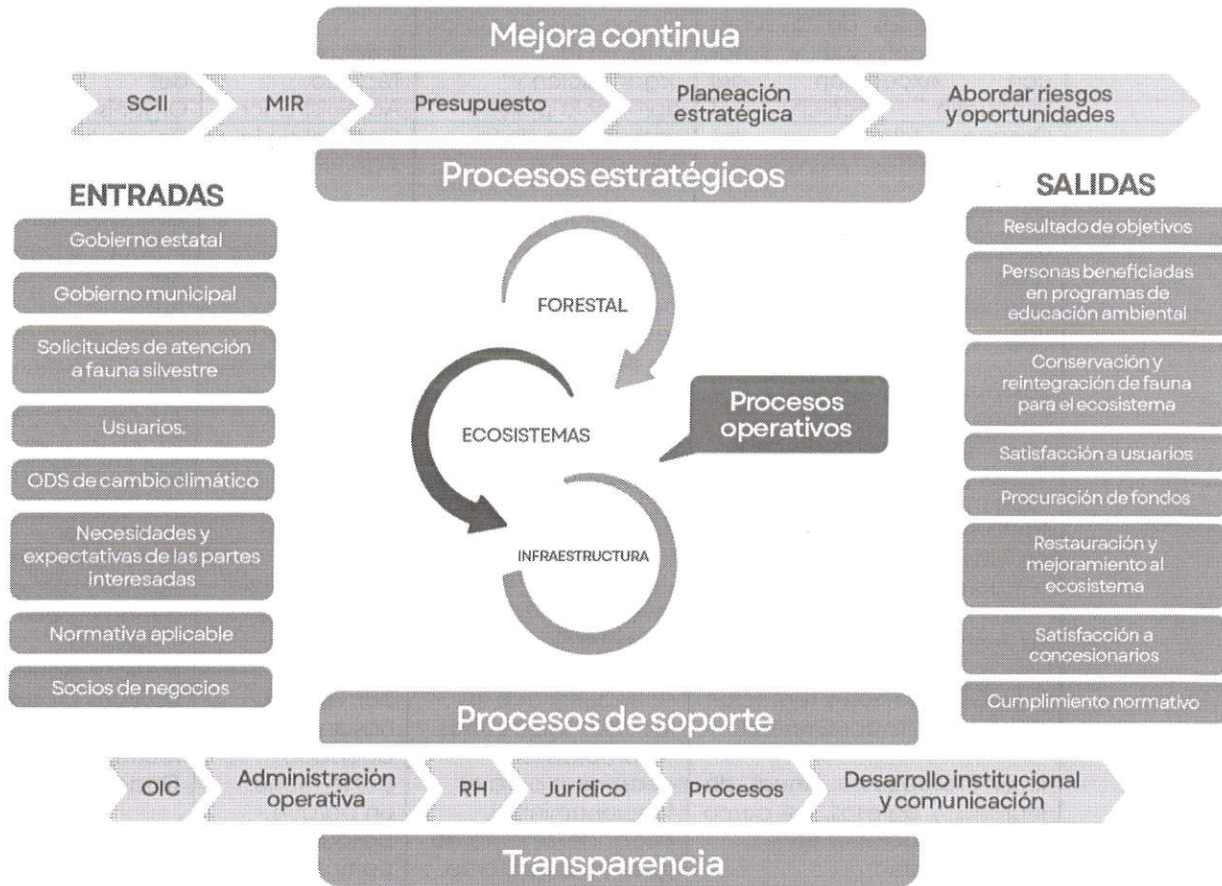 Mejora continua
SCII
MIR
Presupuesto
Planeación
estratégica
Abordar riesgos
y oportunidades
Procesos estratégicos
ENTRADAS
Gobierno estatal
Gobierno municipal
Solicitudes de atención
a fauna silvestre
Usuarios.
ODS de cambio climático
Necesidades y
expectativas de las partes
interesadas
Normativa aplicable
Socios de negocios
FORESTAL
ECOSISTEMAS
INFRAESTRUCTURA
Procesos
operativos
SALIDAS
Resultado de objetivos
Personas beneficiadas
en programas de
educación ambiental
Conservación y
reintegración de fauna
para el ecosistema
Satisfacción a usuarios
Procuración de fondos
Restauración y
mejoramiento al
ecosistema
Satisfacción a
concesionarios
Cumplimiento normativo
Procesos de soporte
OIC
Administración
operativa
RH
Jurídico
Procesos
Desarrollo institucional
y comunicación
Transparencia